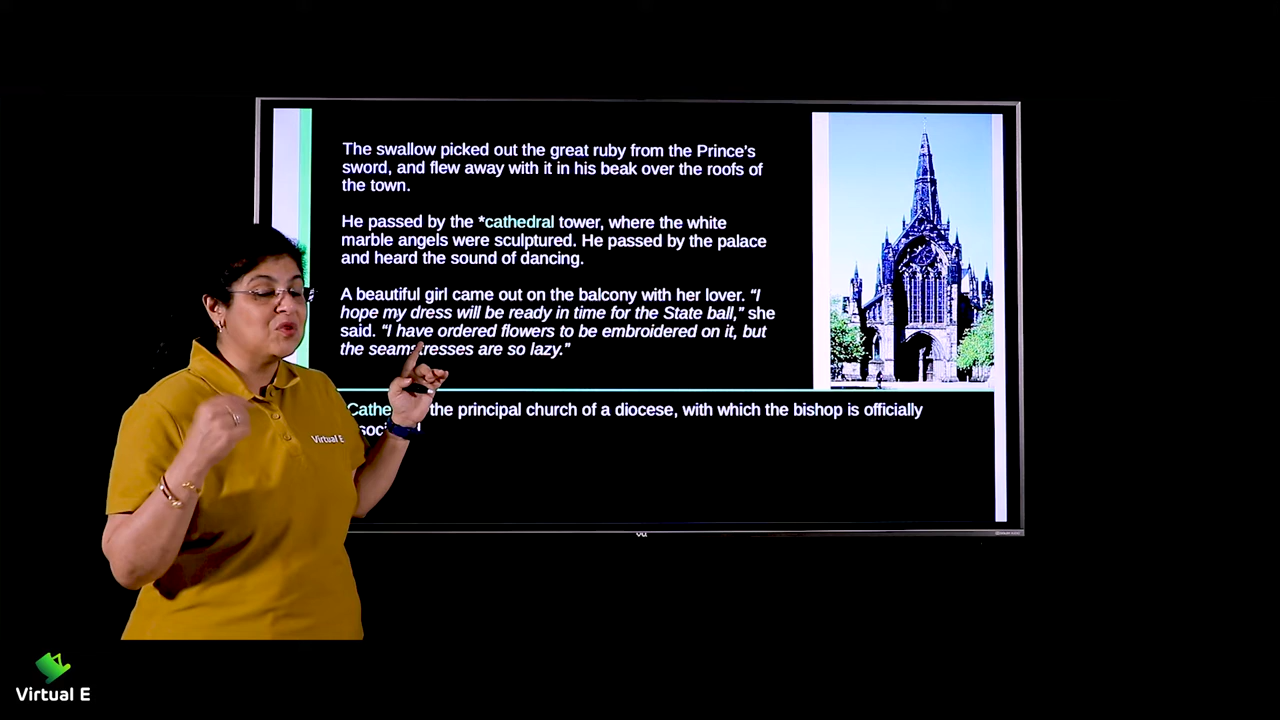 The swallow picked out the great ruby from the Prince's
sword, and flew away with it in his beak over the roofs of
the town.
He passed by the *cathedral tower, where the white
marble angels were sculptured. He passed by the palace
and heard the sound of dancing.
A beautiful girl came out on the balcony with her lover. “I
hope my dress will be ready in time for the State ball,” she
said. “I have ordered flowers to be embroidered on it, but
the seamstresses are so lazy.”
the principal church of a diocese, with which the bishop is officially
Virtual E
Virtual E